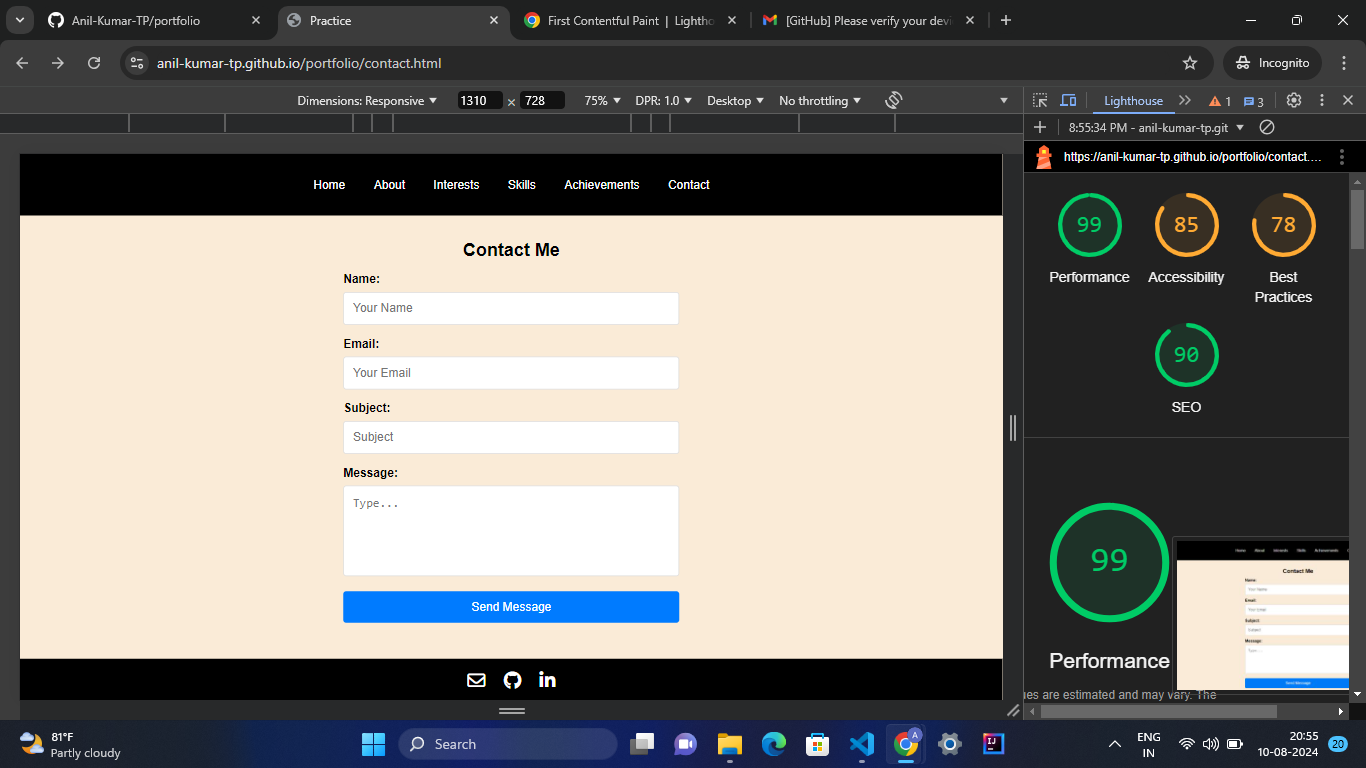 Anil-Kumar-TP/portfolio
Practice
First Contentful Paint | Lightho
[GitHub] Please verify your devi
anil-kumar-tp.github.io/portfolio/contact.html
Incognito
Dimensions: Responsive 1310 × 728 75% DPR: 1.0 Desktop No throttling
Lighthouse 1 3
8:55:34 PM - anil-kumar-tp.git
https://anil-kumar-tp.github.io/portfolio/contact....
Home About Interests Skills Achievements Contact
Contact Me
Name:
Your Name
Email:
Your Email
Subject:
Subject
Message:
Type...
Send Message
99 85 78
Performance Accessibility Best
Practices
90
SEO
99
Performance
Home About Interests Skills Achievements
Contact Me
Name:
Your Name
Email:
Your Email
Subject:
Subject
Message:
Type...
Send Message
ues are estimated and may vary. The
81°F
Partly cloudy
Search
A
IJ
ENG
IN
20:55
10-08-2024
20